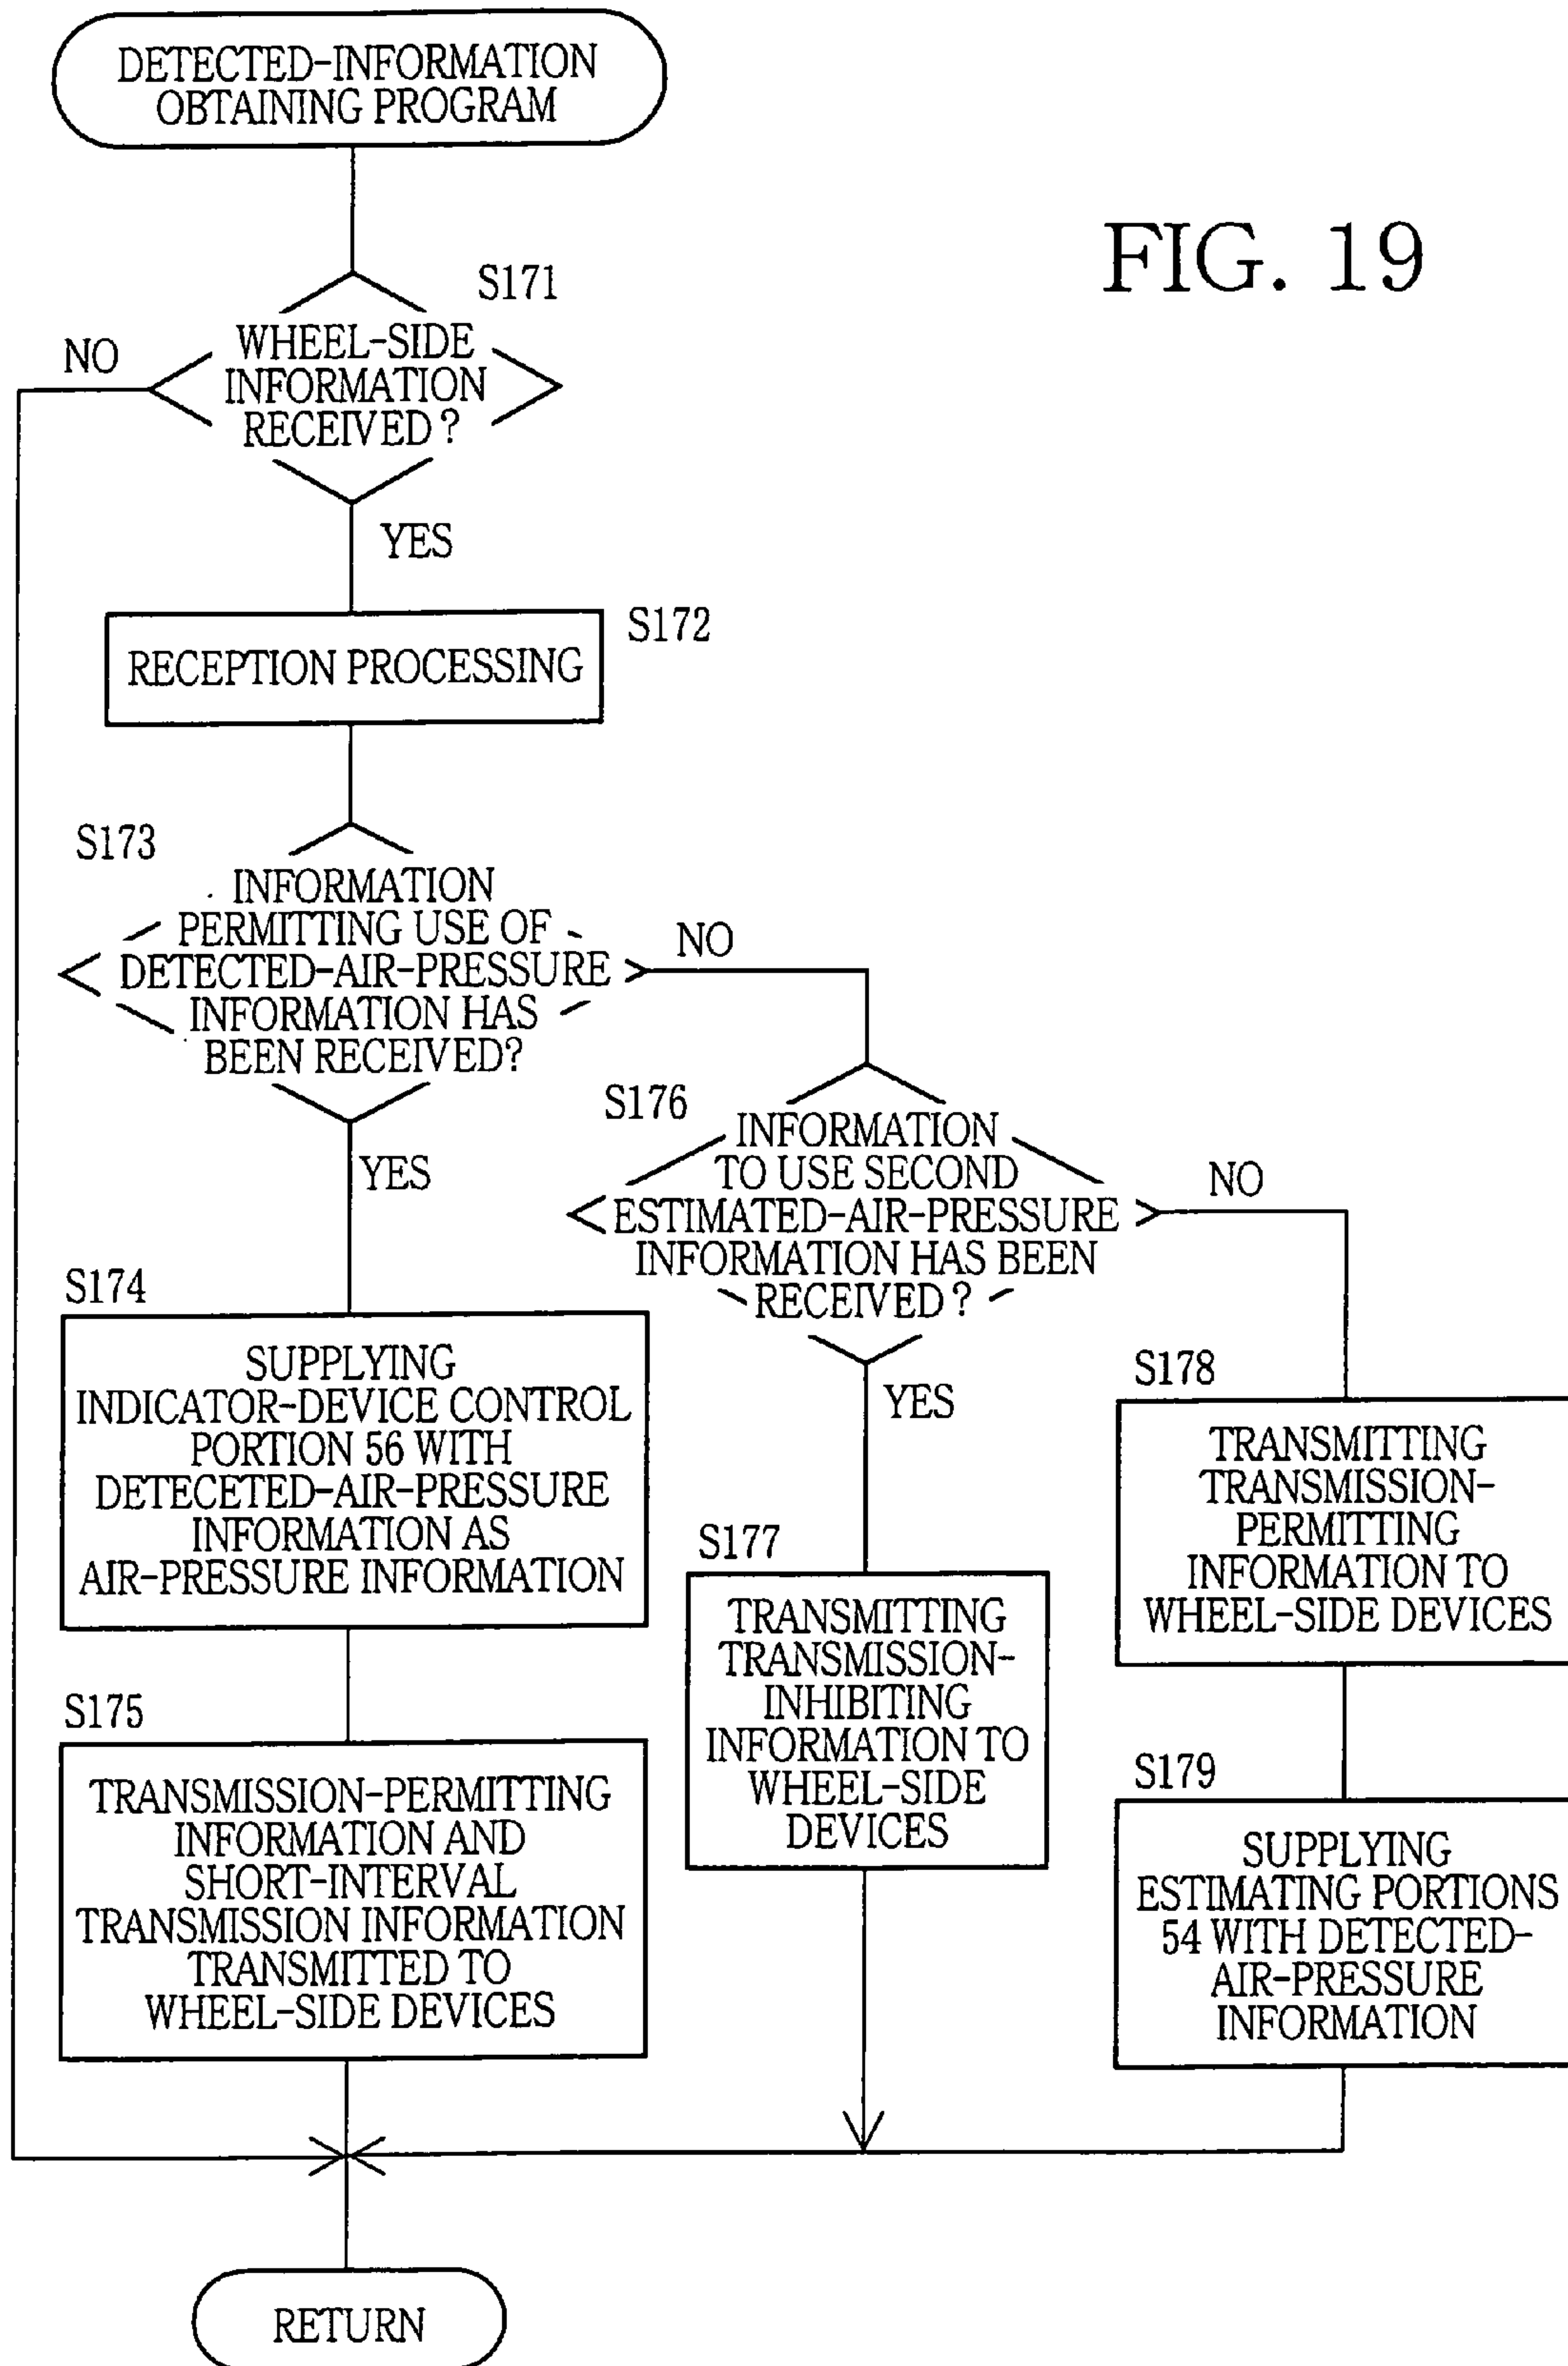 DETECTED-INFORMATION
OBTAINING PROGRAM
FIG. 19
S171
NO
WHEEL-SIDE
INFORMATION
RECEIVED?
YES
S172
RECEPTION PROCESSING
S173
INFORMATION
PERMITTING USE OF
DETECTED-AIR-PRESSURE
INFORMATION HAS
BEEN RECEIVED?
NO
YES
S176
INFORMATION
TO USE SECOND
ESTIMATED-AIR-PRESSURE
INFORMATION HAS BEEN
RECEIVED?
NO
YES
S174
SUPPLYING
INDICATOR-DEVICE CONTROL
PORTION 56 WITH
DETECETED-AIR-PRESSURE
INFORMATION AS
AIR-PRESSURE INFORMATION
S175
TRANSMISSION-PERMITTING
INFORMATION AND
SHORT-INTERVAL
TRANSMISSION INFORMATION
TRANSMITTED TO
WHEEL-SIDE DEVICES
S177
TRANSMITTING
TRANSMISSION-
INHIBITING
INFORMATION TO
WHEEL-SIDE
DEVICES
S178
TRANSMITTING
TRANSMISSION-
PERMITTING
INFORMATION TO
WHEEL-SIDE DEVICES
S179
SUPPLYING
ESTIMATING PORTIONS
54 WITH DETECTED-
AIR-PRESSURE
INFORMATION
RETURN